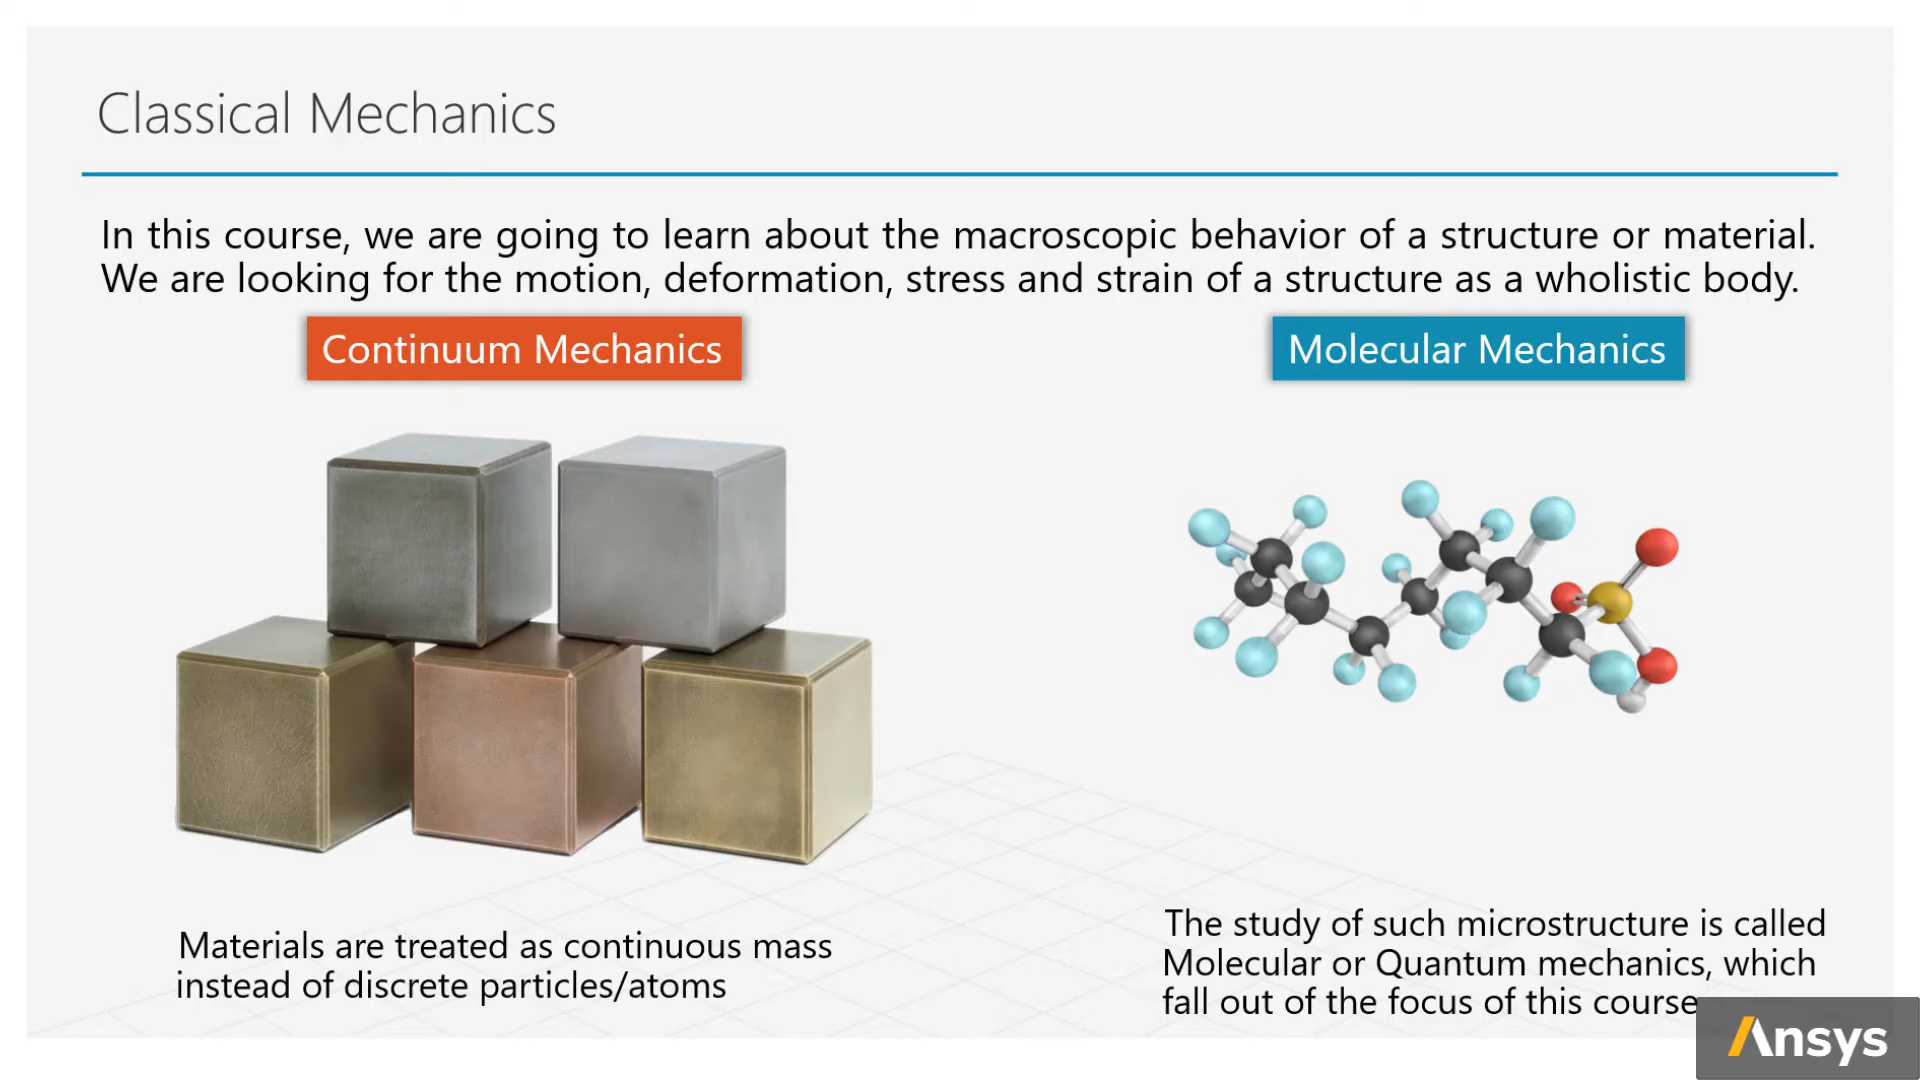 Classical Mechanics
In this course, we are going to learn about the macroscopic behavior of a structure or material.
We are looking for the motion, deformation, stress and strain of a structure as a wholistic body.
Continuum Mechanics
Molecular Mechanics
Materials are treated as continuous mass
instead of discrete particles/atoms
The study of such microstructure is called
Molecular or Quantum mechanics, which
fall out of the focus of this course
Ansys